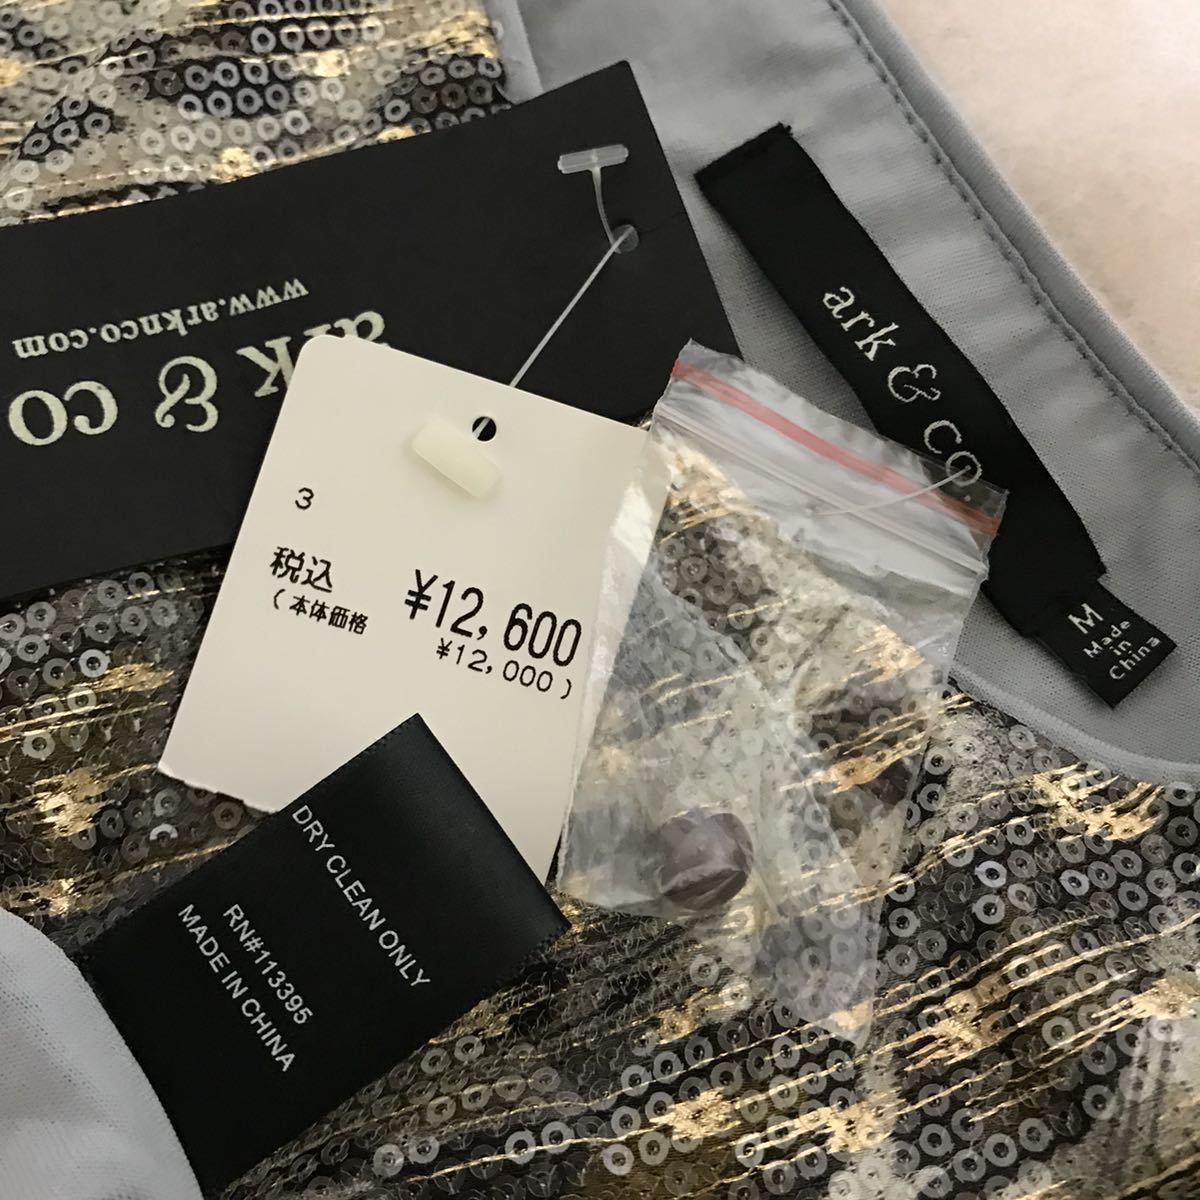 ark & co
www.arknco.com
3
税込 ¥12,600
(本体価格 ¥12,000)
ark & co.
M
Made
in
China
DRY CLEAN ONLY
RN#113395
MADE IN CHINA